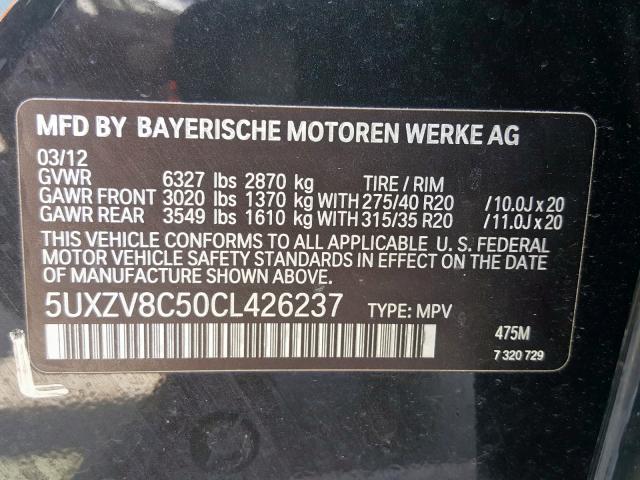 MFD BY BAYERISCHE MOTOREN WERKE AG
03/12
GVWR 6327 lbs 2870 kg TIRE / RIM
GAWR FRONT 3020 lbs 1370 kg WITH 275/40 R20 /10.0J x 20
GAWR REAR 3549 lbs 1610 kg WITH 315/35 R20 /11.0J x 20
THIS VEHICLE CONFORMS TO ALL APPLICABLE U. S. FEDERAL
MOTOR VEHICLE SAFETY STANDARDS IN EFFECT ON THE DATE
OF MANUFACTURE SHOWN ABOVE.
5UXZV8C50CL426237 TYPE: MPV
475M
7 320 729
L